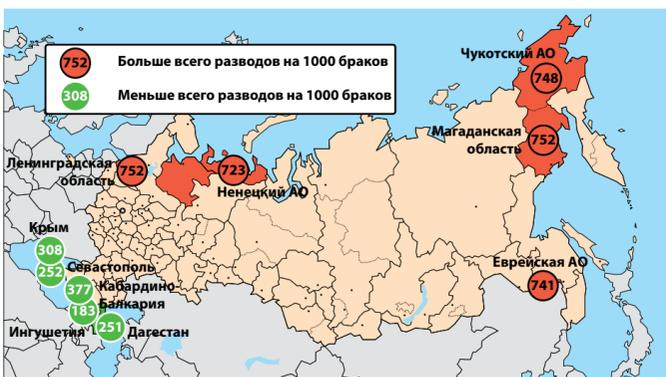 752 Больше всего разводов на 1000 браков
308 Меньше всего разводов на 1000 браков
Чукотский АО
748
Магаданская
область
752
Ленинградская
область
752
723
Ненецкий АО
Крым
308
252
Севастополь
377
Кабардино-
Балкария
183
Ингушетия
251
Дагестан
Еврейская АО
741